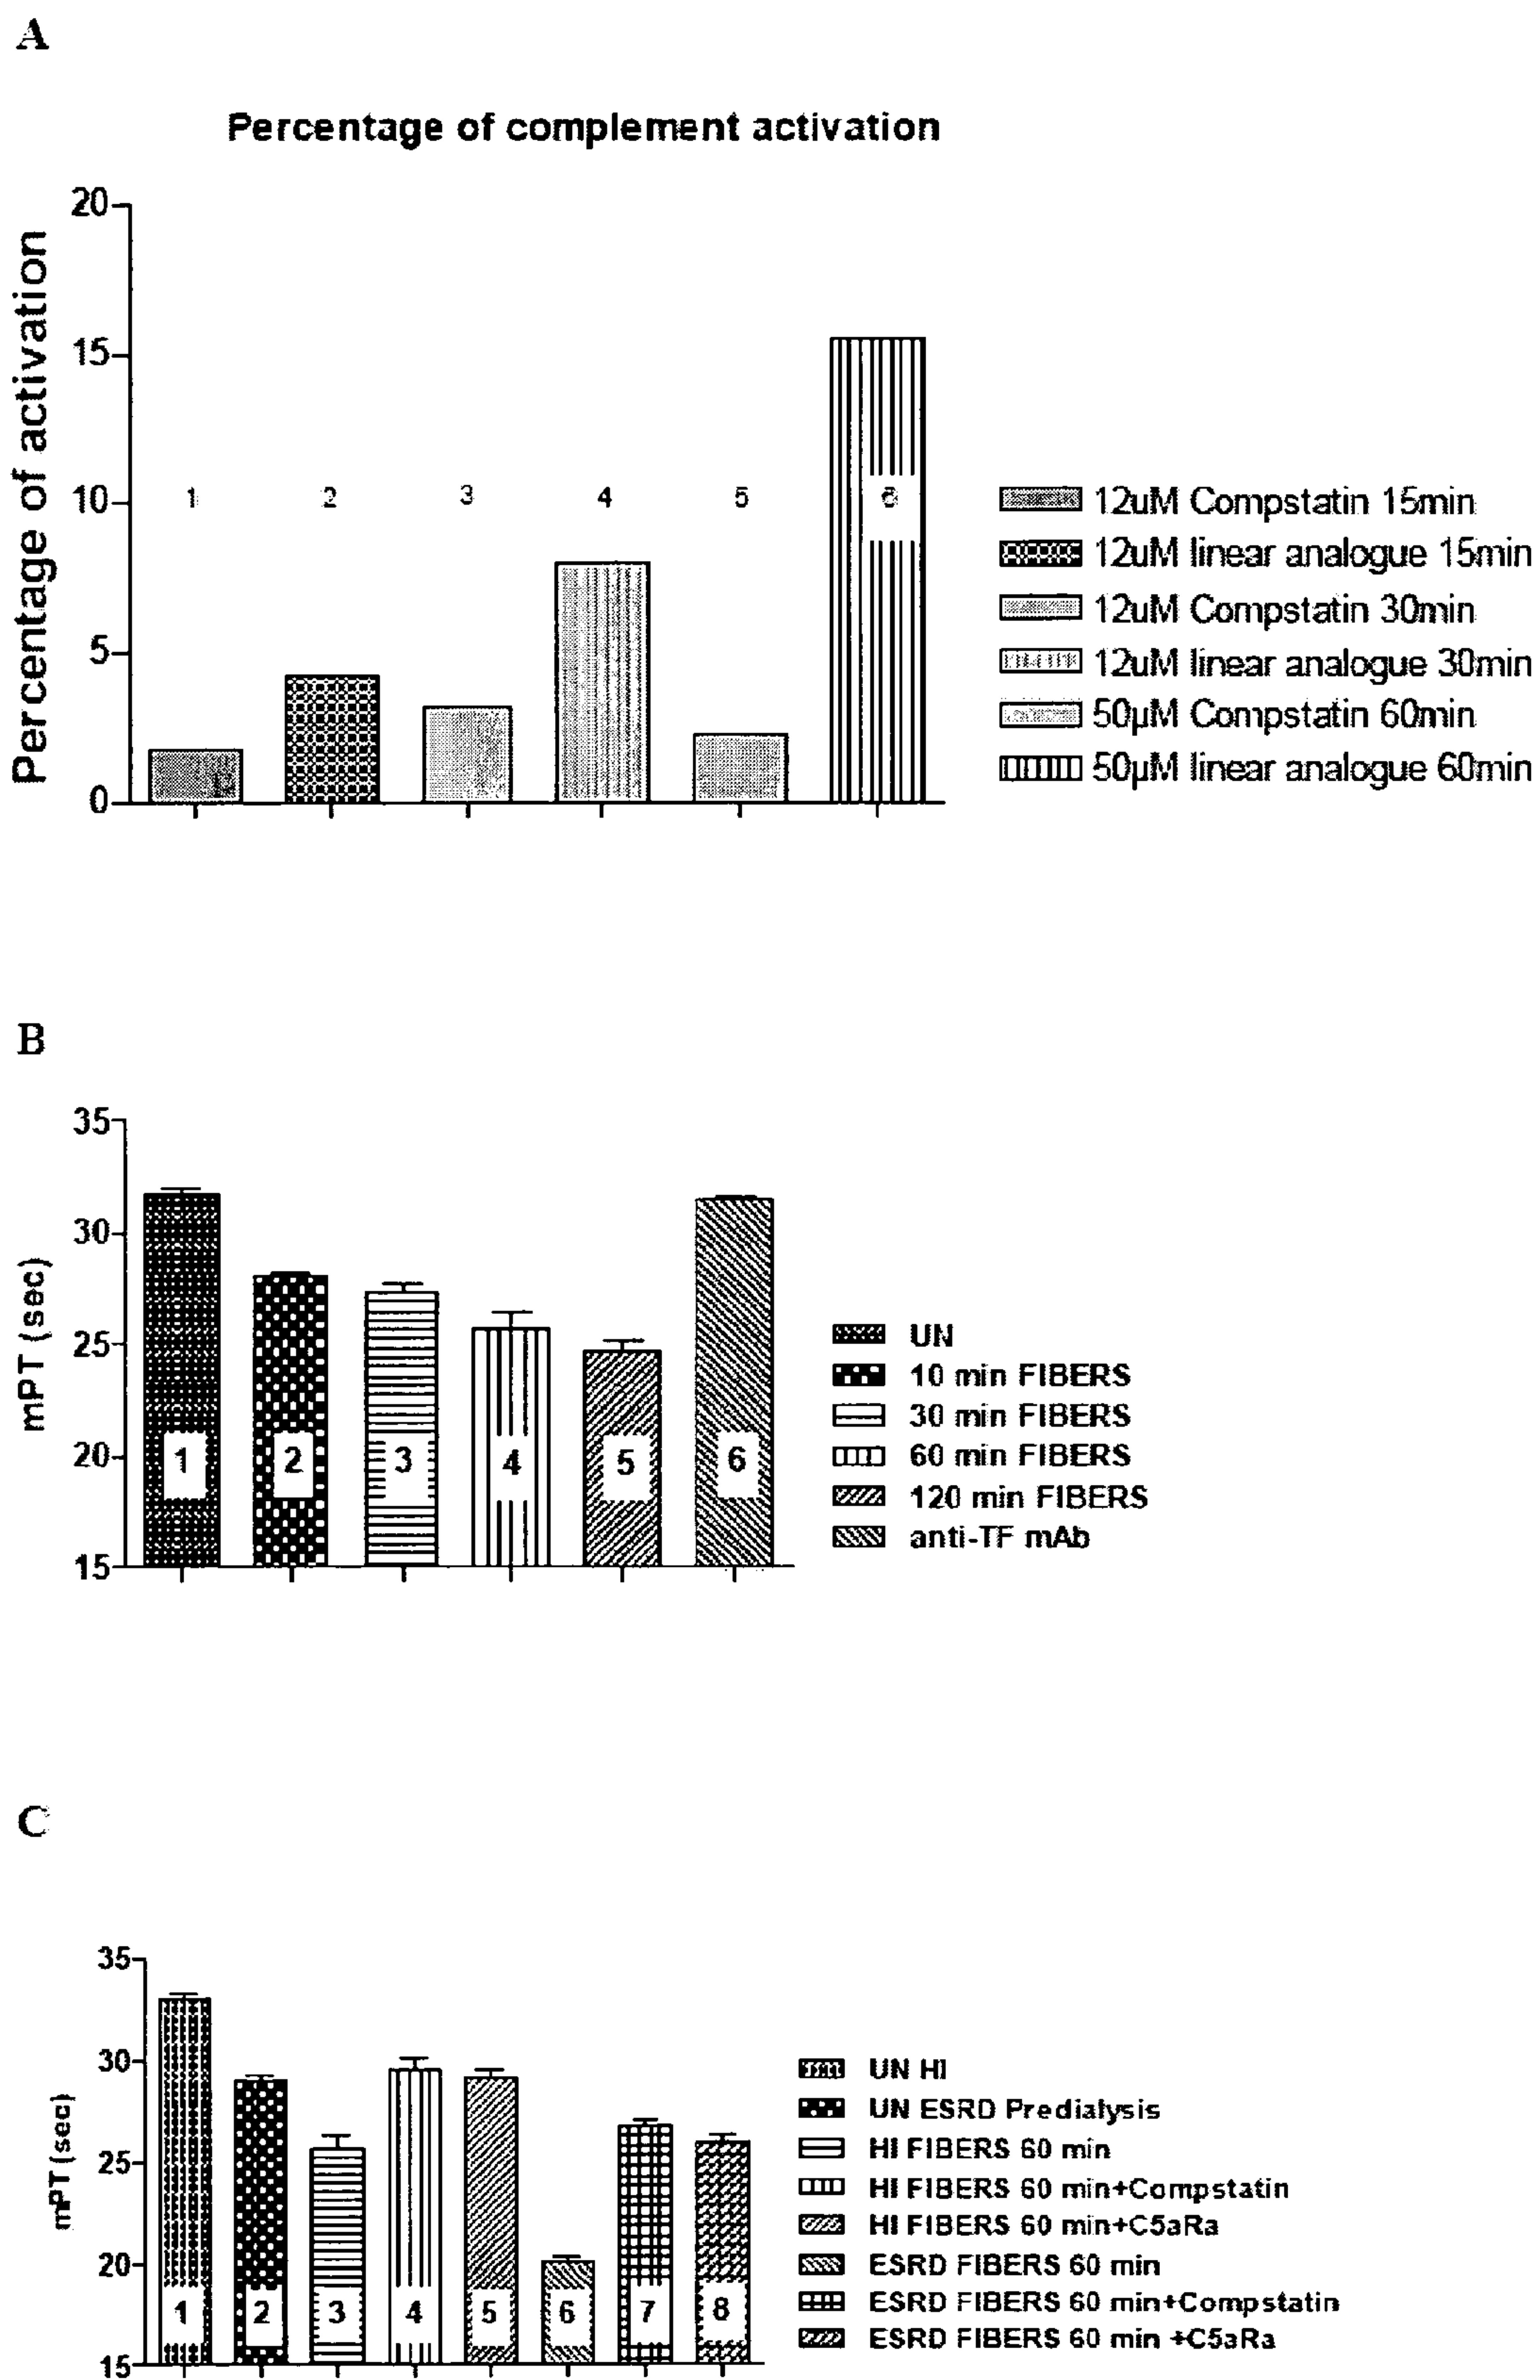 A
Percentage of complement activation
Percentage of activation
20
15
10
5
0
1 2 3 4 5 6
12uM Compstatin 15min
12uM linear analogue 15min
12uM Compstatin 30min
12uM linear analogue 30min
50µM Compstatin 60min
50µM linear analogue 60min
B
mPT (sec)
35
30
25
20
15
1 2 3 4 5 6
UN
10 min FIBERS
30 min FIBERS
60 min FIBERS
120 min FIBERS
anti-TF mAb
C
mPT (sec)
35
30
25
20
15
1 2 3 4 5 6 7 8
UN HI
UN ESRD Predialysis
HI FIBERS 60 min
HI FIBERS 60 min+Compstatin
HI FIBERS 60 min+C5aRa
ESRD FIBERS 60 min
ESRD FIBERS 60 min+Compstatin
ESRD FIBERS 60 min +C5aRa